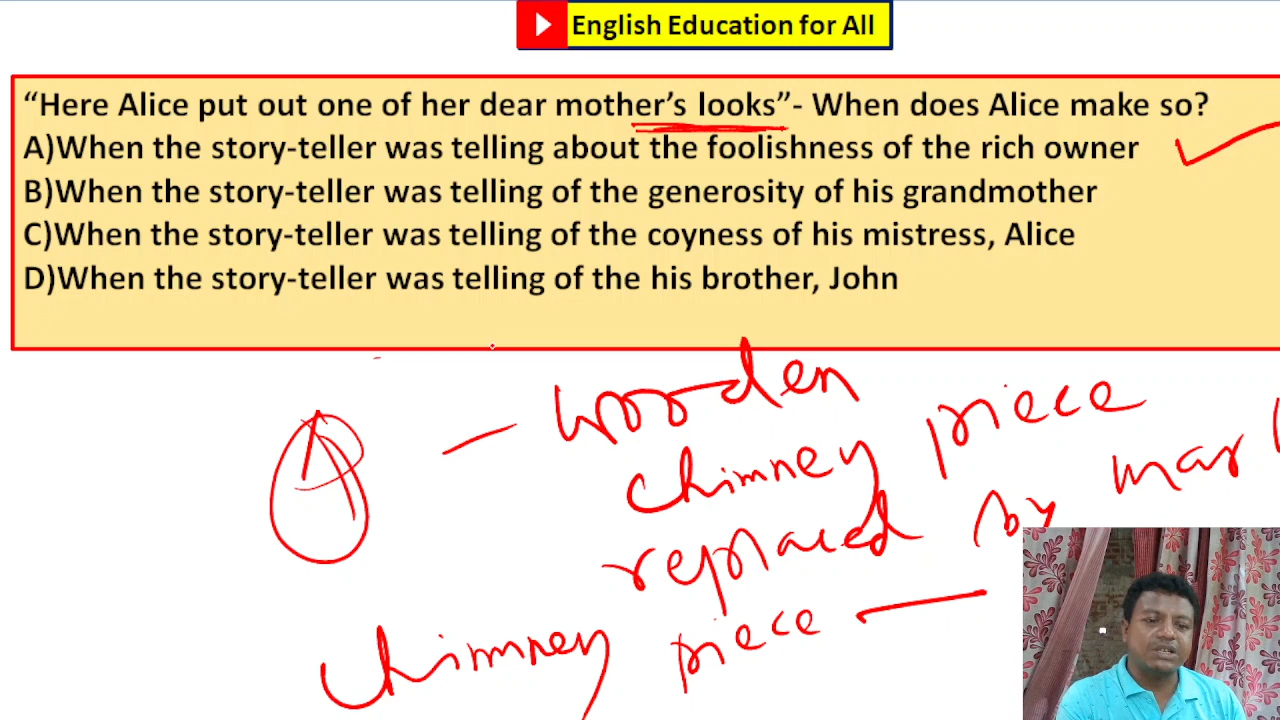 English Education for All
“Here Alice put out one of her dear mother’s looks”- When does Alice make so?
A)When the story-teller was telling about the foolishness of the rich owner
B)When the story-teller was telling of the generosity of his grandmother
C)When the story-teller was telling of the coyness of his mistress, Alice
D)When the story-teller was telling of the his brother, John
A - wooden
chimney piece
replaced by
chimney piece